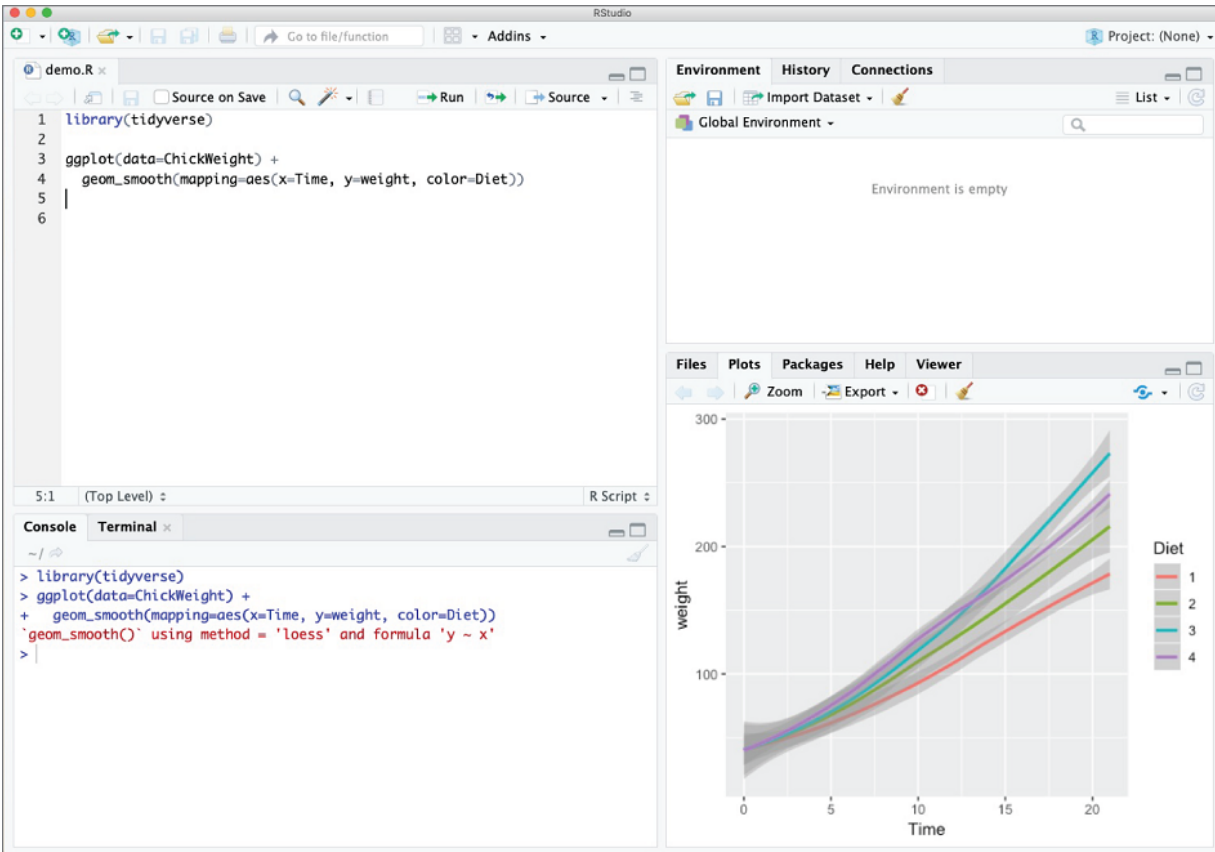 RStudio
Addins
Go to file/function
Project: (None)
demo.R
Source on Save
Run
Source
1 library(tidyverse)
2
3 ggplot(data=ChickWeight) +
4   geom_smooth(mapping=aes(x=Time, y=weight, color=Diet))
5
6
5:1 (Top Level) R Script
Console Terminal
~/
> library(tidyverse)
> ggplot(data=ChickWeight) +
+   geom_smooth(mapping=aes(x=Time, y=weight, color=Diet))
`geom_smooth()` using method = 'loess' and formula 'y ~ x'
>
Environment History Connections
Import Dataset List
Global Environment
Environment is empty
Files Plots Packages Help Viewer
Zoom Export
300
200
100
weight
0 5 10 15 20
Time
Diet
1
2
3
4